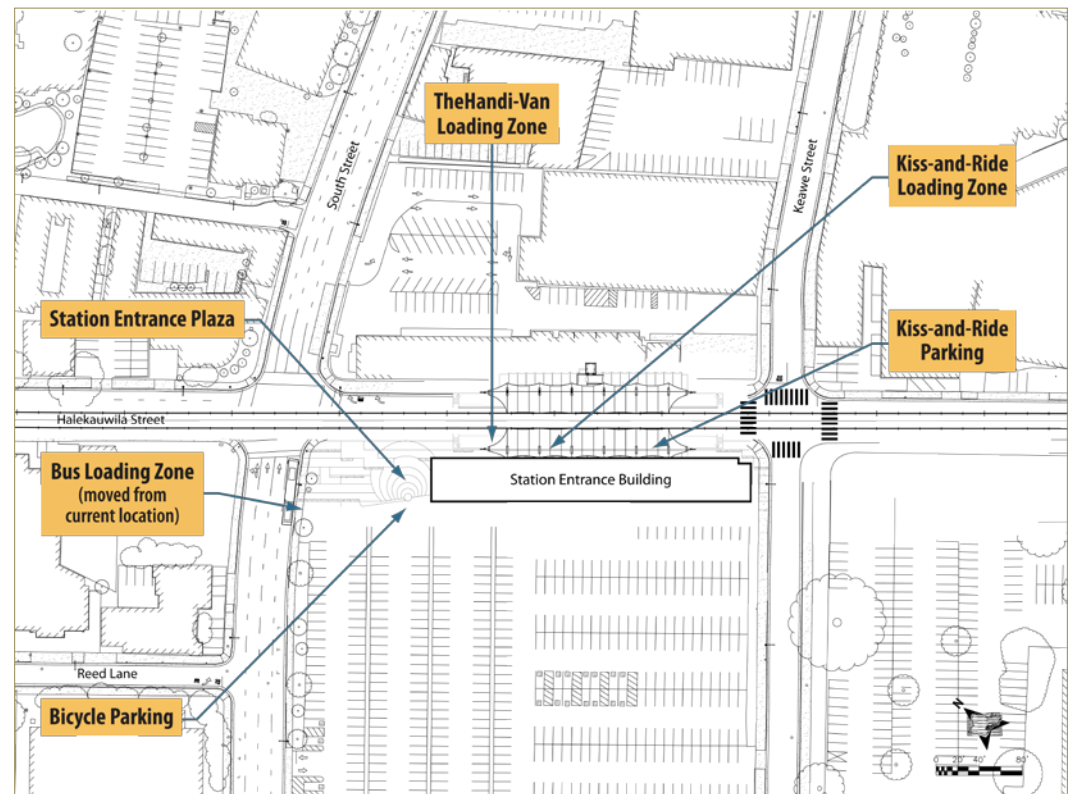 TheHandi-Van
Loading Zone
South Street
Keawe Street
Kiss-and-Ride
Loading Zone
Station Entrance Plaza
Kiss-and-Ride
Parking
Halekauwila Street
Bus Loading Zone
(moved from
current location)
Station Entrance Building
Reed Lane
Bicycle Parking
N
0 20' 40' 80'